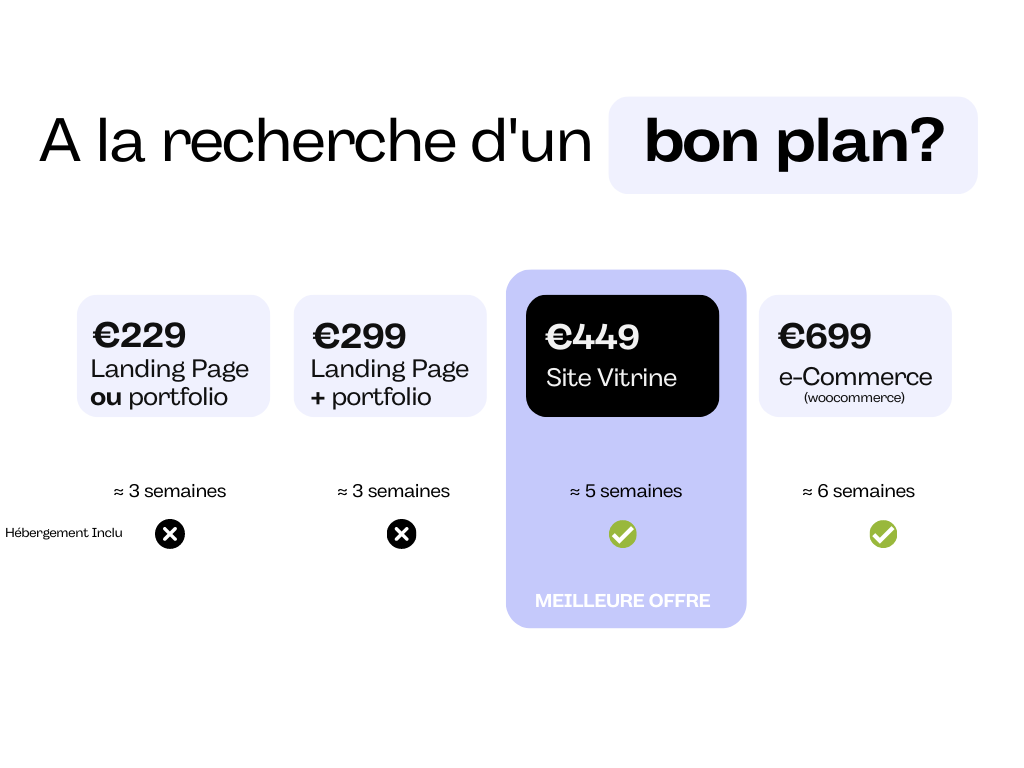 A la recherche d'un bon plan?
€229
Landing Page
ou portfolio
€299
Landing Page
+ portfolio
€449
Site Vitrine
€699
e-Commerce
(woocommerce)
≈ 3 semaines
≈ 3 semaines
≈ 5 semaines
≈ 6 semaines
Hébergement Inclu
MEILLEURE OFFRE